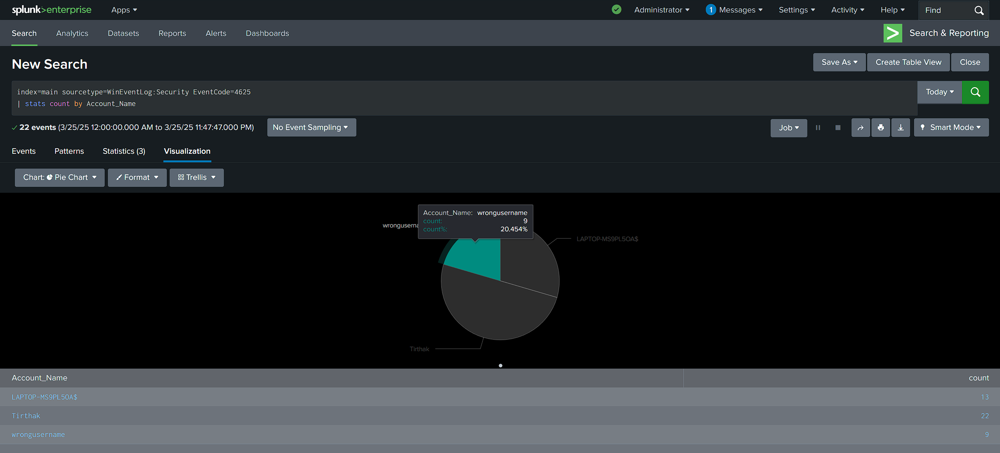 splunk>enterprise Apps Administrator 1 Messages Settings Activity Help Find
Search Analytics Datasets Reports Alerts Dashboards Search & Reporting
New Search Save As Create Table View Close
index=main sourcetype=WinEventLog:Security EventCode=4625 Today
| stats count by Account_Name
22 events (3/25/25 12:00:00.000 AM to 3/25/25 11:47:47.000 PM) No Event Sampling Job Smart Mode
Events Patterns Statistics (3) Visualization
Chart: Pie Chart Format Trellis
Account_Name: wrongusername
count: 9
wronguserna
count%: 20.454%
LAPTOP-MS9PL5OA$
Tirthak
Account_Name count
LAPTOP-MS9PL5OA$ 13
Tirthak 22
wrongusername 9